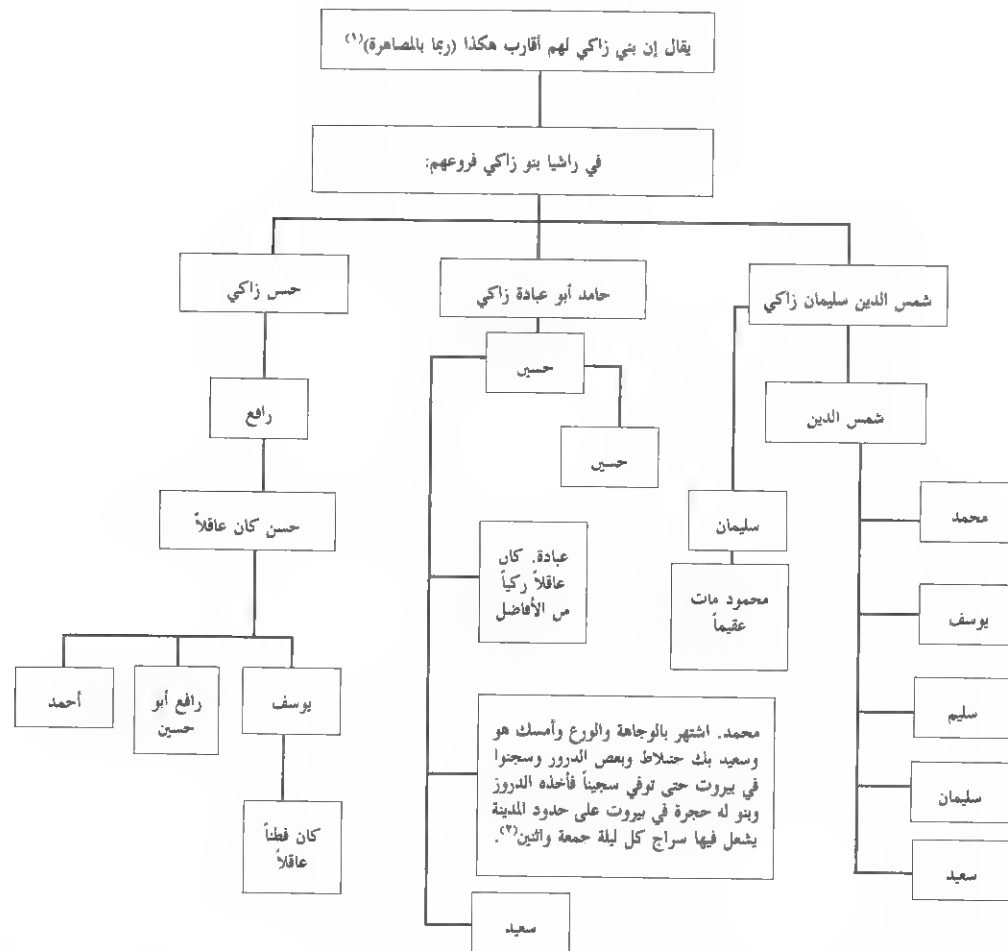 يقال إن بني زاكي لهم أقارب هكذا (ربما بالمصاهرة)(١)
في راشيا بنو زاكي فروعهم:
شمس الدين سليمان زاكي
حامد أبو عبادة زاكي
حسن زاكي
شمس الدين
سليمان
محمود مات
عقيماً
محمد
يوسف
سليم
سليمان
سعيد
حسين
حسين
عبادة. كان
عاقلاً ركياً
من الأفاضل
محمد. اشتهر بالوجاهة والورع وأمسك هو
وسعيد بك جنبلاط وبعض الدروز وسجنوا
في بيروت حتى توفي سجيناً فأخذه الدروز
وبنو له حجرة في بيروت على حدود المدينة
يشعل فيها سراج كل ليلة جمعة واثنين(٢).
سعيد
رافع
حسن كان عاقلاً
يوسف
رافع أبو
حسين
أحمد
كان فطناً
عاقلاً